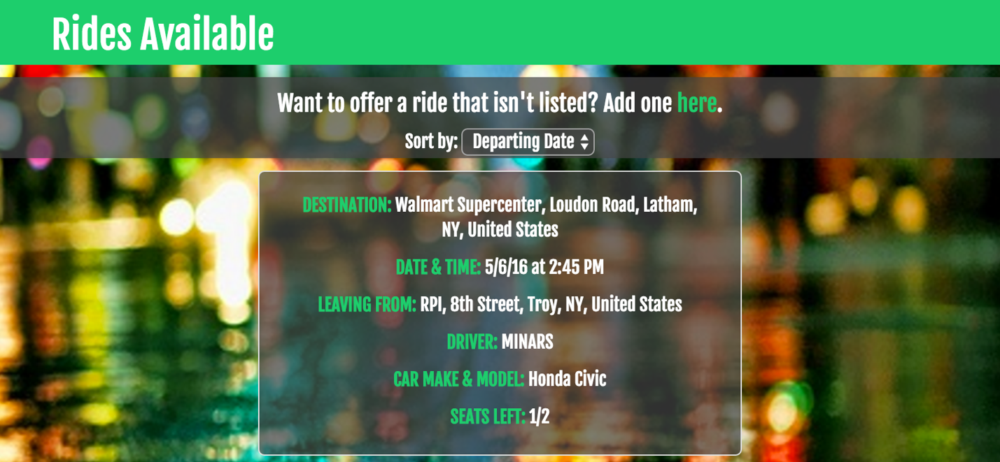 Rides Available
Want to offer a ride that isn't listed? Add one here.
Sort by: Departing Date
DESTINATION: Walmart Supercenter, Loudon Road, Latham,
NY, United States
DATE & TIME: 5/6/16 at 2:45 PM
LEAVING FROM: RPI, 8th Street, Troy, NY, United States
DRIVER: MINARS
CAR MAKE & MODEL: Honda Civic
SEATS LEFT: 1/2